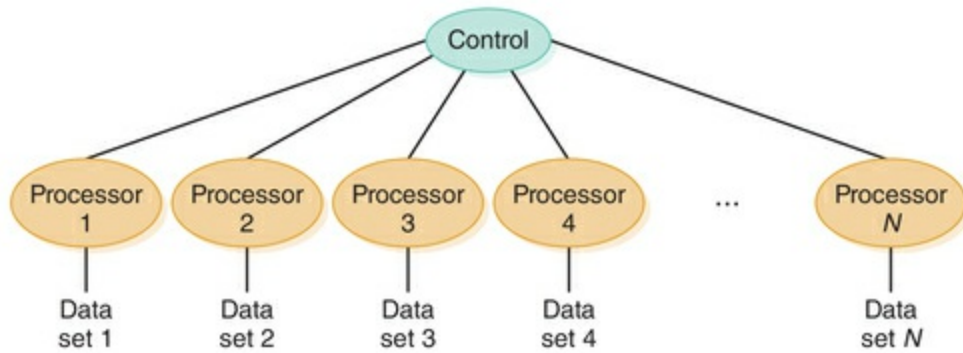 Control
Processor
1
Processor
2
Processor
3
Processor
4
...
Processor
N
Data
set 1
Data
set 2
Data
set 3
Data
set 4
Data
set N